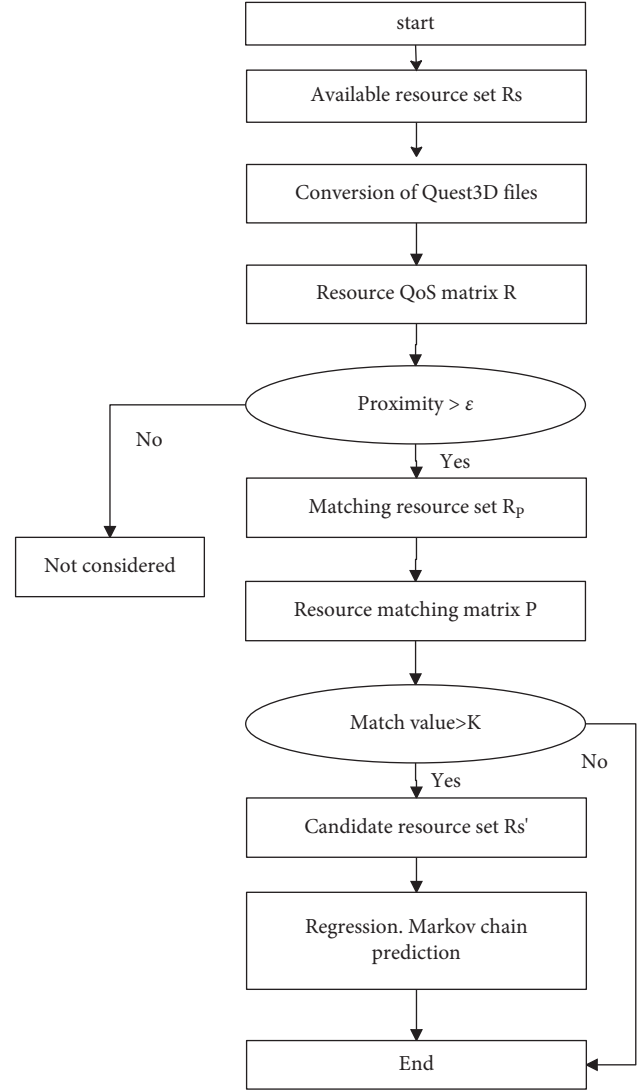 start
Available resource set Rs
Conversion of Quest3D files
Resource QoS matrix R
Proximity > ε
No
Yes
Matching resource set RP
Not considered
Resource matching matrix P
Match value>K
No
Yes
Candidate resource set Rs'
Regression. Markov chain
prediction
End